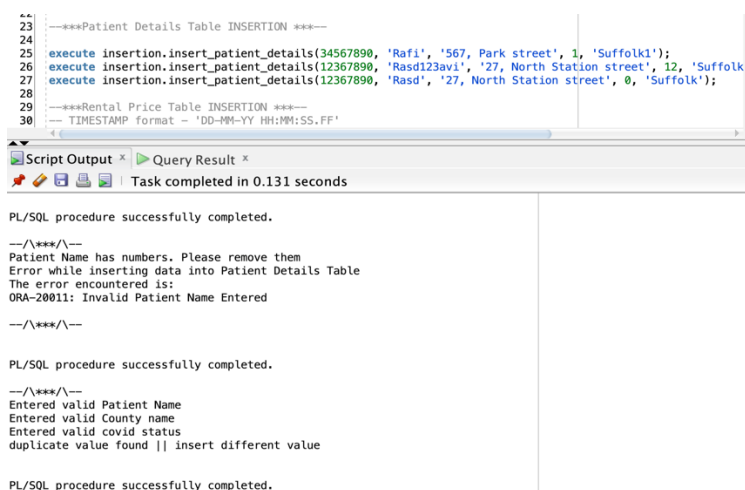 22
23 --***Patient Details Table INSERTION ***--
24
25 execute insertion.insert_patient_details(34567890, 'Rafi', '567, Park street', 1, 'Suffolk1');
26 execute insertion.insert_patient_details(12367890, 'Rasd123avi', '27, North Station street', 12, 'Suffolk
27 execute insertion.insert_patient_details(12367890, 'Rasd', '27, North Station street', 0, 'Suffolk');
28
29 --***Rental Price Table INSERTION ***--
30 -- TIMESTAMP format - 'DD-MM-YY HH:MM:SS.FF'
Script Output × Query Result ×
Task completed in 0.131 seconds
PL/SQL procedure successfully completed.
--/\***/\--
Patient Name has numbers. Please remove them
Error while inserting data into Patient Details Table
The error encountered is:
ORA-20011: Invalid Patient Name Entered
--/\***/\--
PL/SQL procedure successfully completed.
--/\***/\--
Entered valid Patient Name
Entered valid County name
Entered valid covid status
duplicate value found || insert different value
PL/SQL procedure successfully completed.